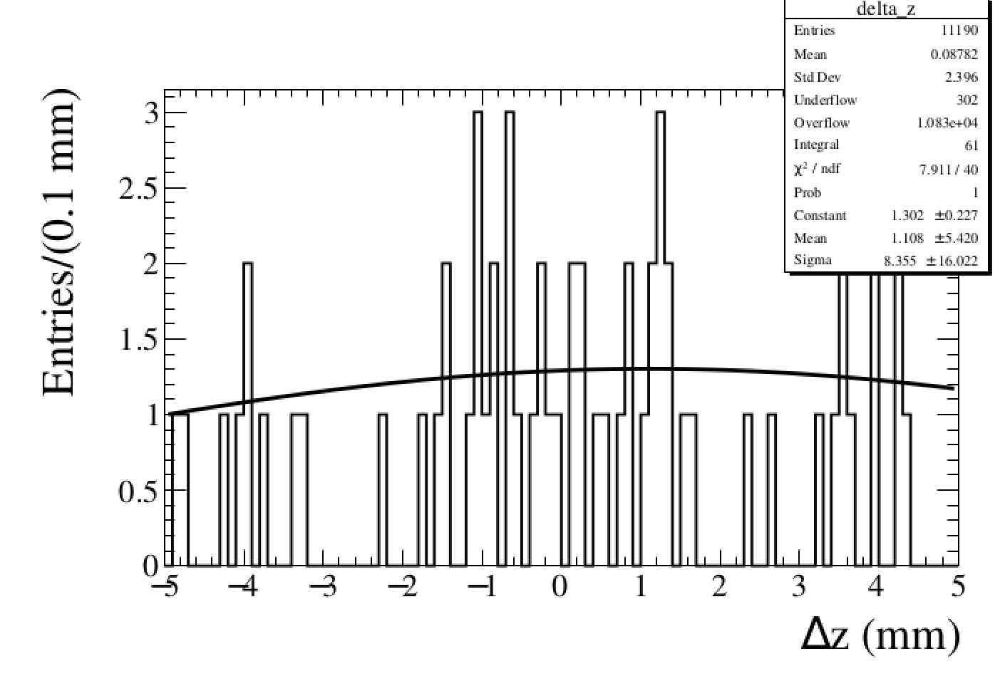 delta_z
Entries 11190
Mean 0.08782
Std Dev 2.396
Underflow 302
Overflow 1.083e+04
Integral 61
χ² / ndf 7.911 / 40
Prob 1
Constant 1.302 ±0.227
Mean 1.108 ±5.420
Sigma 8.355 ±16.022
Entries/(0.1 mm)
3
2.5
2
1.5
1
0.5
0
−5 −4 −3 −2 −1 0 1 2 3 4 5
Δz (mm)